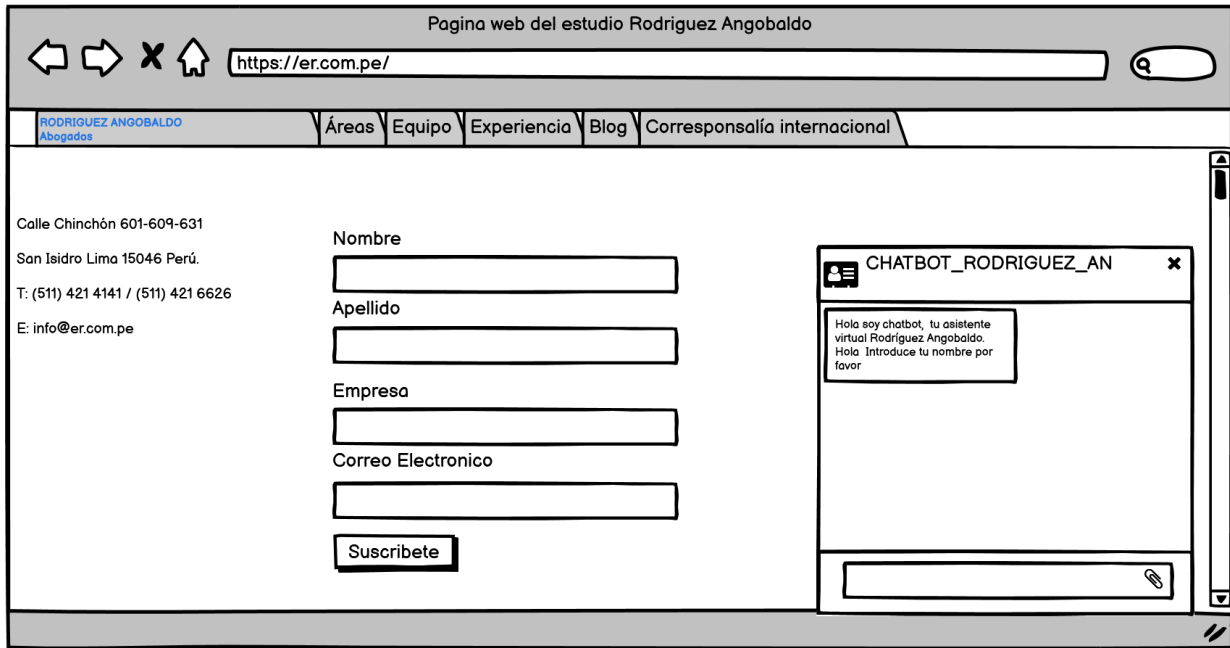 Pagina web del estudio Rodriguez Angobaldo
https://er.com.pe/
RODRIGUEZ ANGOBALDO
Abogados
Áreas
Equipo
Experiencia
Blog
Corresponsalía internacional
Calle Chinchón 601-609-631
San Isidro Lima 15046 Perú.
T: (511) 421 4141 / (511) 421 6626
E: info@er.com.pe
Nombre
Apellido
Empresa
Correo Electronico
Suscribete
CHATBOT_RODRIGUEZ_AN
Hola soy chatbot, tu asistente
virtual Rodríguez Angobaldo.
Hola Introduce tu nombre por
favor